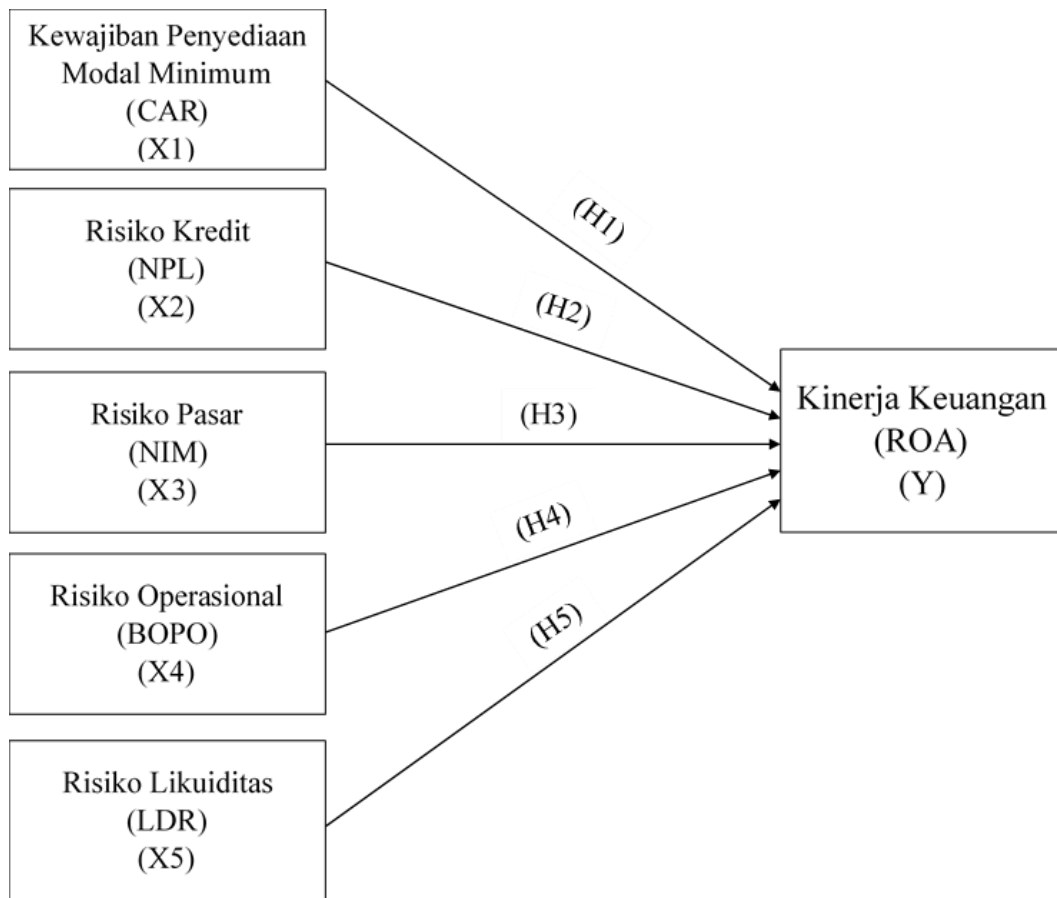 Kewajiban Penyediaan
Modal Minimum
(CAR)
(X1)
Risiko Kredit
(NPL)
(X2)
Risiko Pasar
(NIM)
(X3)
Risiko Operasional
(BOPO)
(X4)
Risiko Likuiditas
(LDR)
(X5)
(H1)
(H2)
(H3)
(H4)
(H5)
Kinerja Keuangan
(ROA)
(Y)